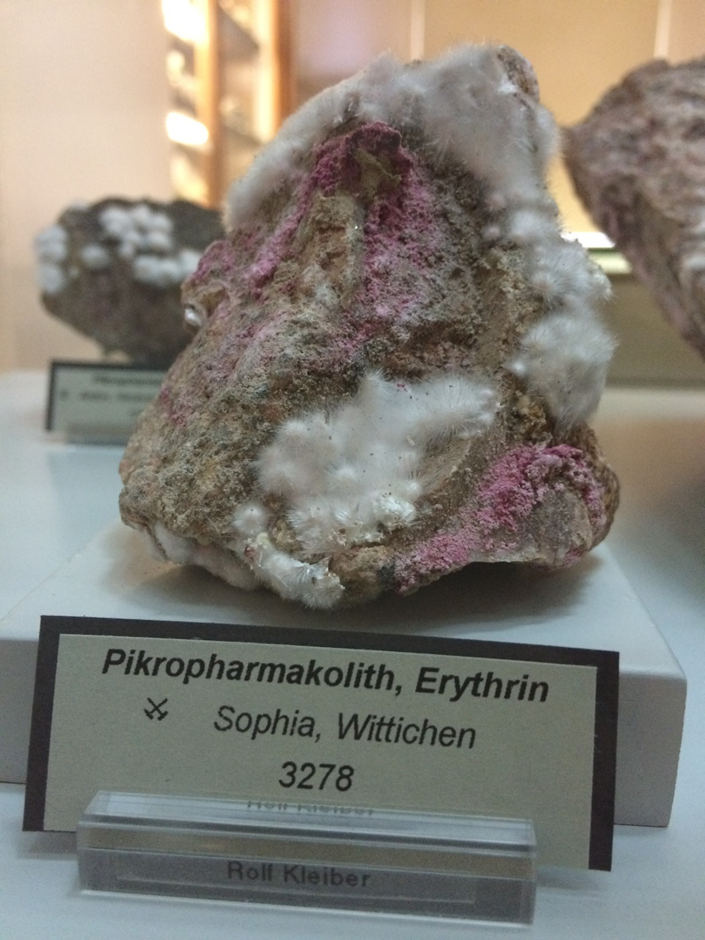 Pikropharmakolith, Erythrin
Sophia, Wittichen
3278
Rolf Kleiber